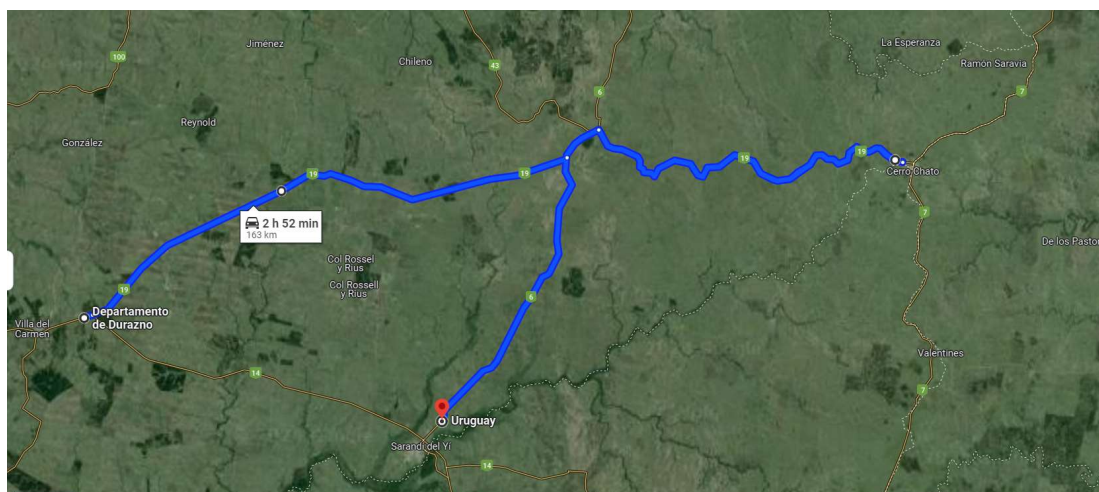 Jiménez
La Esperanza
100
Chileno
43
Ramón Saravia
6
7
Reynold
González
19
19
19
19
Cerro Chato
2 h 52 min
163 km
7
De los Pastor
Col Rossel
y Rius
Col Rossell
y Rius
19
6
Departamento
de Durazno
Villa del
Carmen
Valentines
14
7
Uruguay
Sarandí del Yi
14